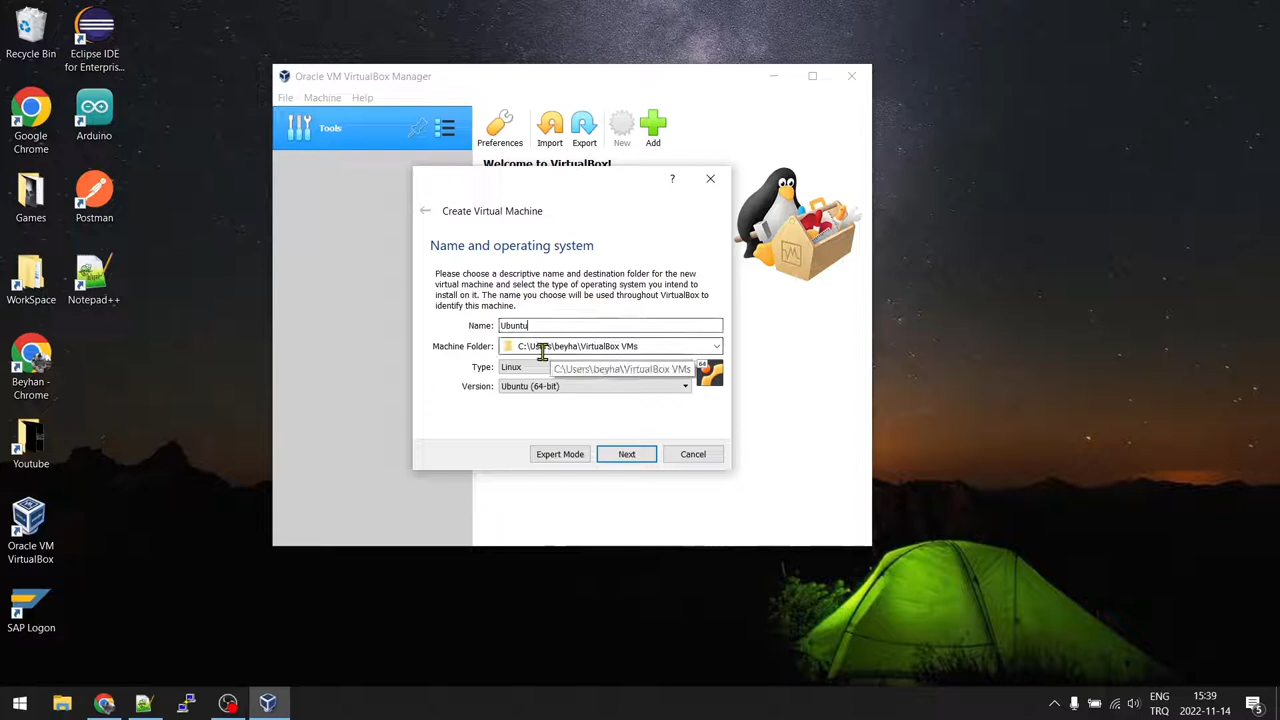 Recycle Bin
Eclipse IDE
for Enterpris...
Google
Chrome
Arduino
Games
Postman
WorkSpace
Notepad++
Beyhan -
Chrome
Youtube
Oracle VM
VirtualBox
SAP Logon
Oracle VM VirtualBox Manager
File Machine Help
Tools
Preferences Import Export New Add
Welcome to VirtualBox!
?
Create Virtual Machine
Name and operating system
Please choose a descriptive name and destination folder for the new
virtual machine and select the type of operating system you intend to
install on it. The name you choose will be used throughout VirtualBox to
identify this machine.
Name: Ubuntu
Machine Folder: C:\Users\beyha\VirtualBox VMs
Type: Linux
C:\Users\beyha\VirtualBox VMs
64
Version: Ubuntu (64-bit)
Expert Mode Next Cancel
ENG
TRQ
15:39
2022-11-14
5